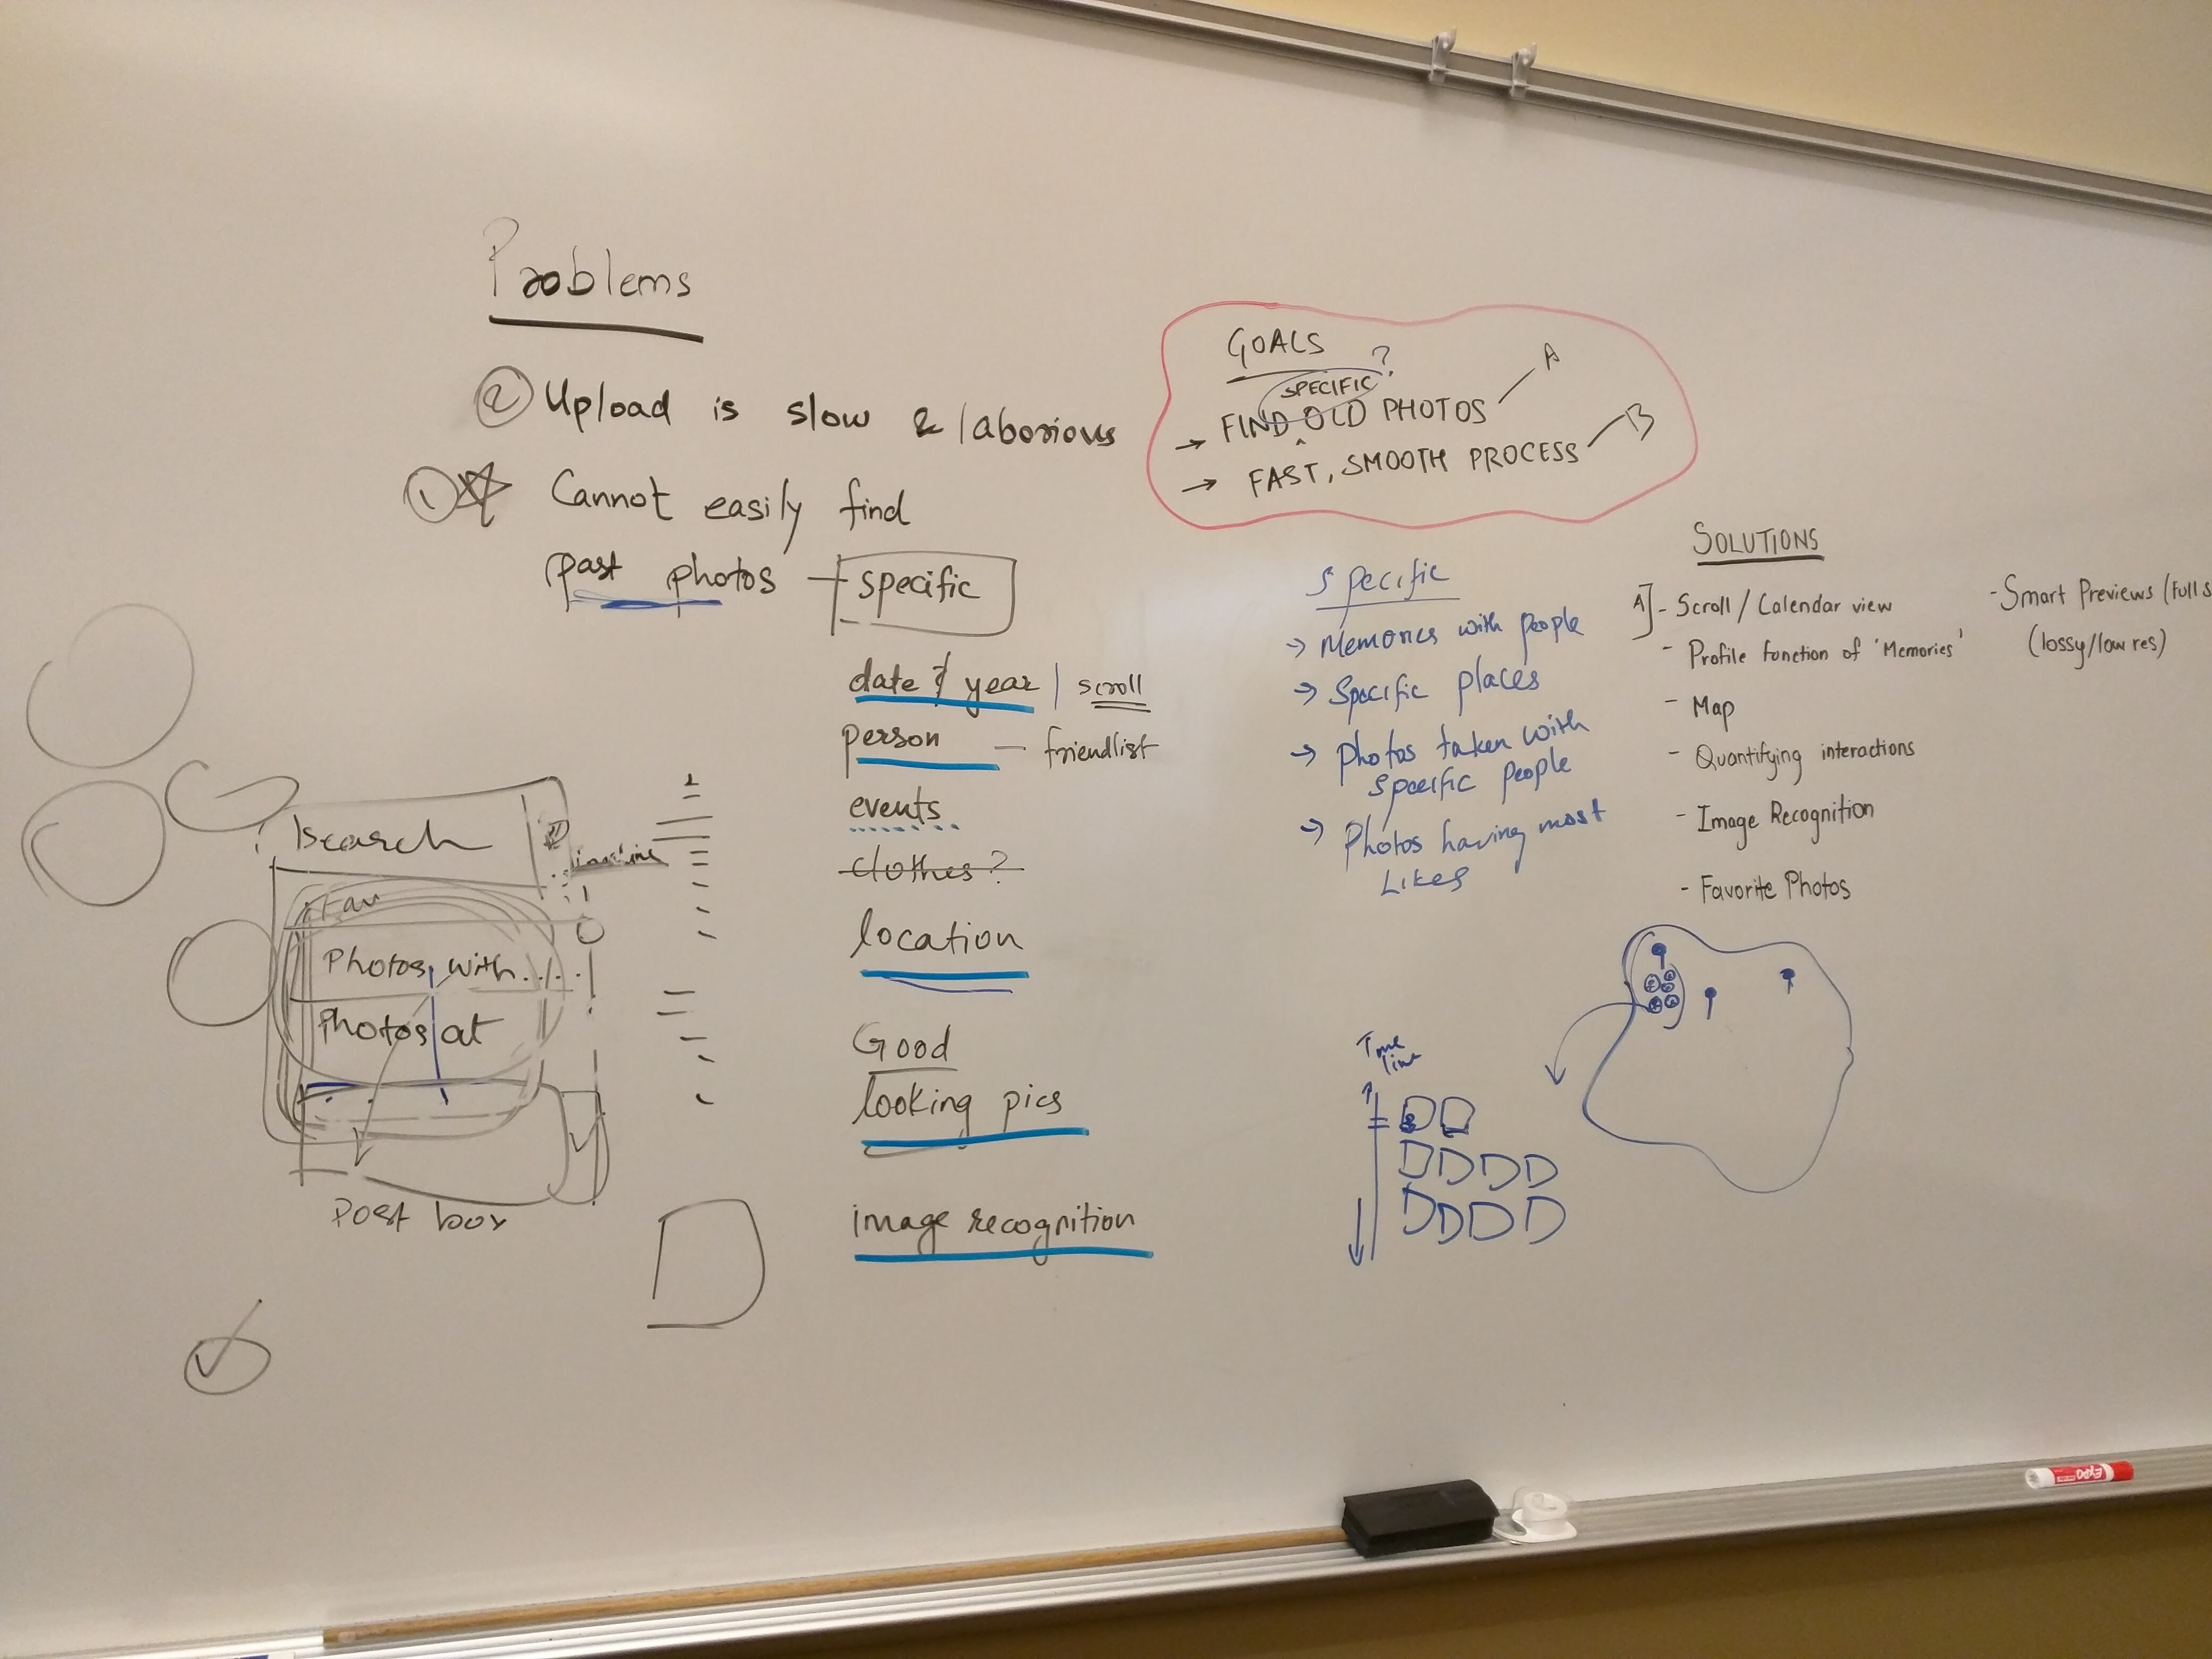 Problems
② Upload is slow & laborious
① Cannot easily find
past photos — specific
date & year | scroll
person — friendlist
events
clothes?
location
Good
looking pics
image recognition
GOALS
SPECIFIC ?
→ FIND OLD PHOTOS — A
→ FAST, SMOOTH PROCESS — B
Specific
→ Memories with people
→ Specific places
→ Photos taken with
specific people
→ Photos having most
Likes
SOLUTIONS
A] - Scroll / Calendar view
- Profile function of 'Memories'
- Map
- Quantifying interactions
- Image Recognition
- Favorite Photos
- Smart Previews (Full
(lossy/low res)
Search
Timeline
Fav
Photos with....
Photos at
Post box
Time
line
EXPO